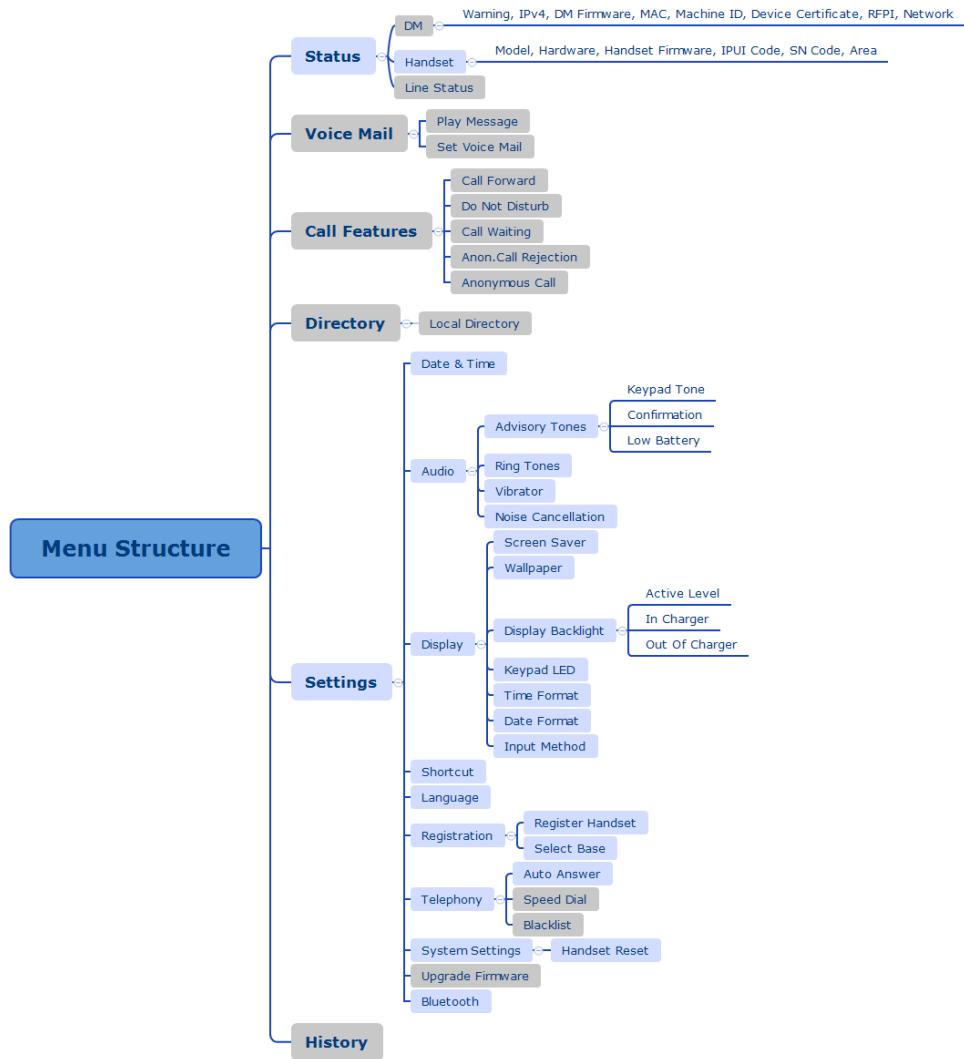 Menu Structure
Status
DM
Warning, IPv4, DM Firmware, MAC, Machine ID, Device Certificate, RFPI, Network
Handset
Model, Hardware, Handset Firmware, IPUI Code, SN Code, Area
Line Status
Voice Mail
Play Message
Set Voice Mail
Call Features
Call Forward
Do Not Disturb
Call Waiting
Anon.Call Rejection
Anonymous Call
Directory
Local Directory
Settings
Date & Time
Audio
Advisory Tones
Keypad Tone
Confirmation
Low Battery
Ring Tones
Vibrator
Noise Cancellation
Display
Screen Saver
Wallpaper
Display Backlight
Active Level
In Charger
Out Of Charger
Keypad LED
Time Format
Date Format
Input Method
Shortcut
Language
Registration
Register Handset
Select Base
Telephony
Auto Answer
Speed Dial
Blacklist
System Settings
Handset Reset
Upgrade Firmware
Bluetooth
History